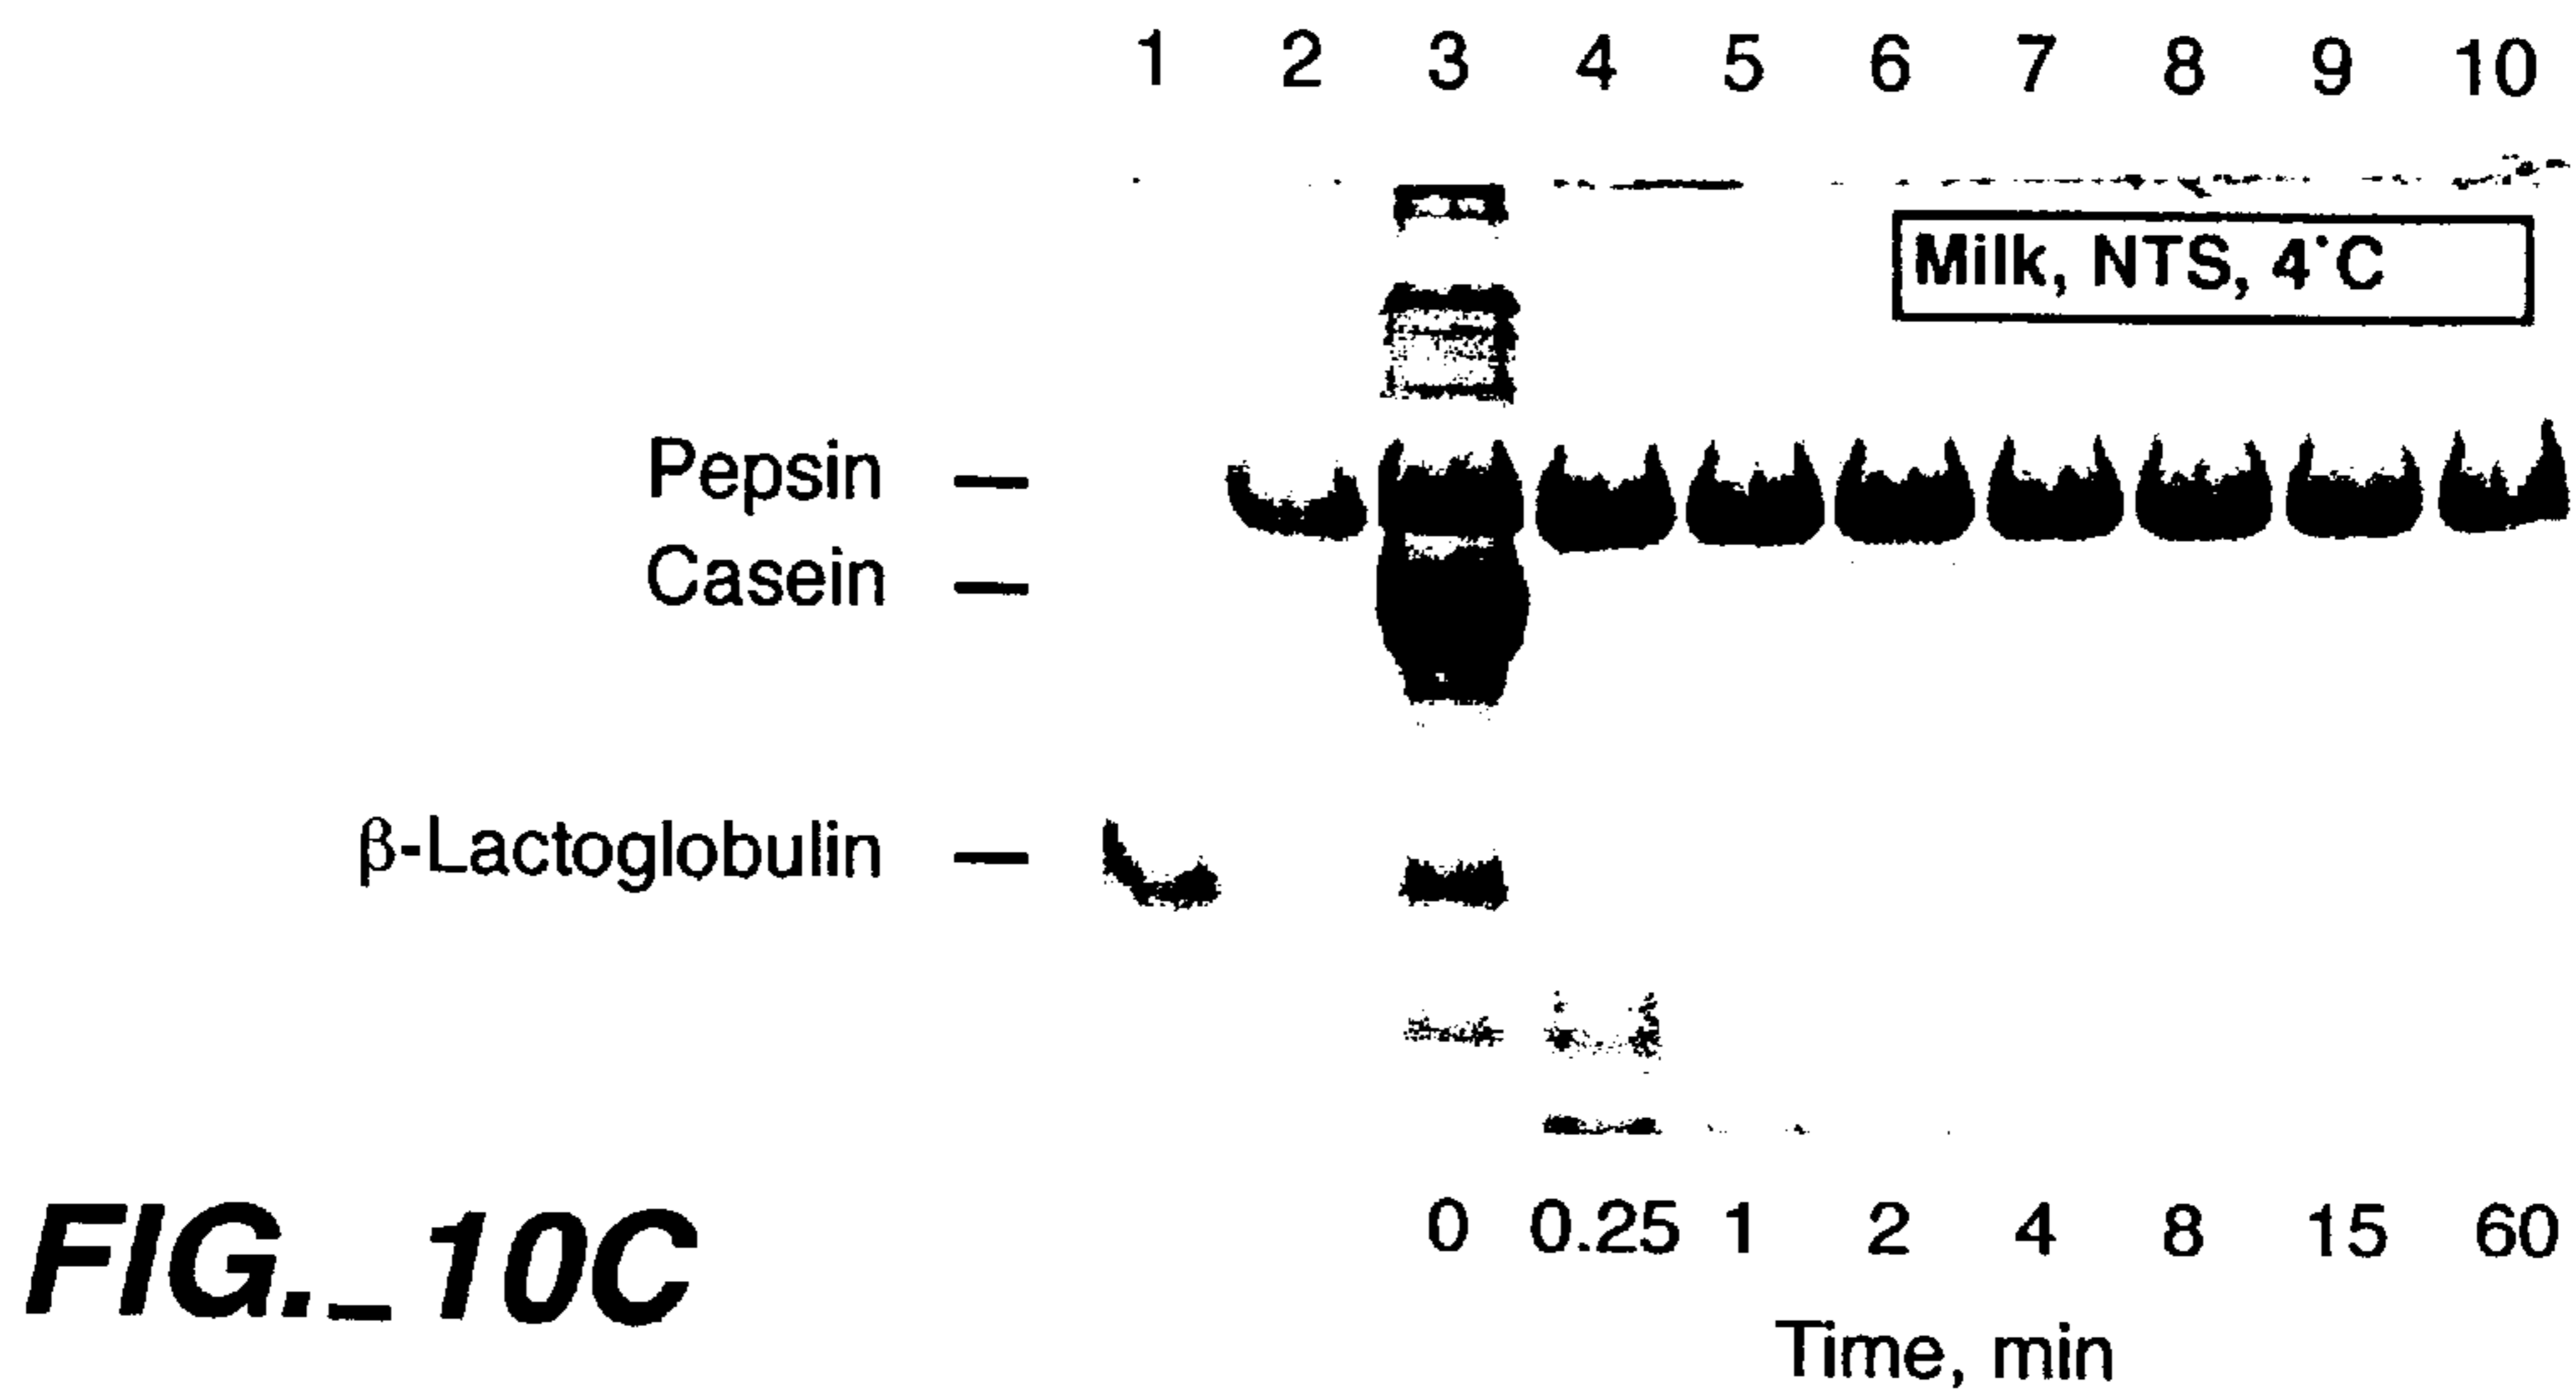 1 2 3 4 5 6 7 8 9 10
Milk, NTS, 4°C
Pepsin —
Casein —
β-Lactoglobulin —
0 0.25 1 2 4 8 15 60
FIG._10C
Time, min